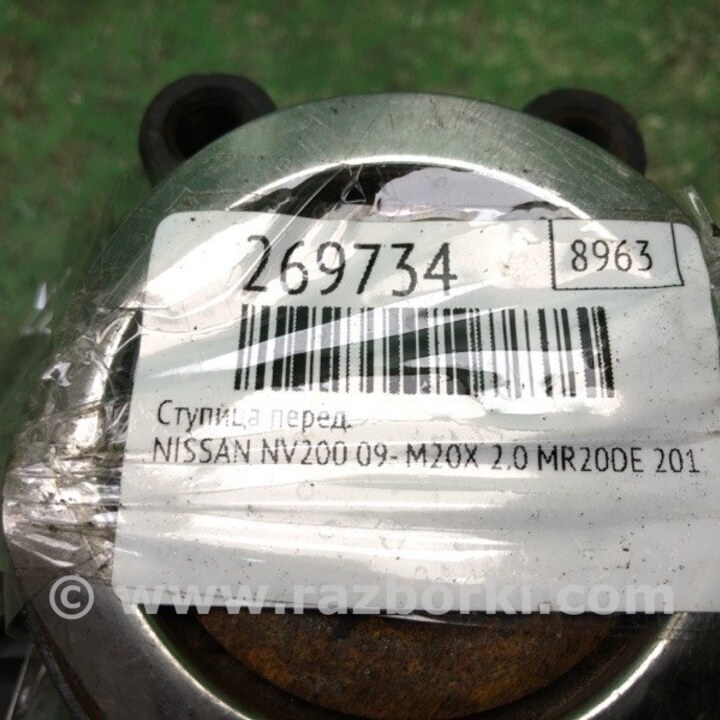 269734
8963
Ступица перед.
NISSAN NV200 09- M20X 2.0 MR20DE 201
© www.razborki.com